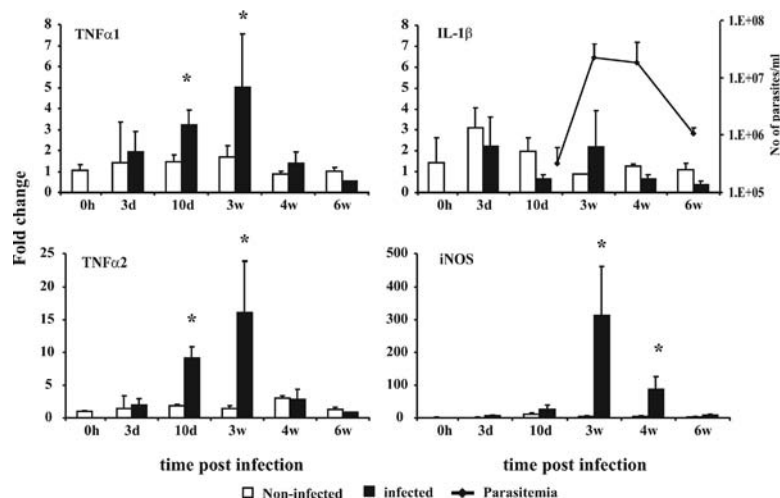 TNFα1
8
7
6
5
4
3
2
1
0
0h 3d 10d 3w 4w 6w
* *
IL-1β
8
7
6
5
4
3
2
1
0
0h 3d 10d 3w 4w 6w
1.E+08
1.E+07
1.E+06
1.E+05
No of parasites/ml
Fold change
TNFα2
25
20
15
10
5
0
0h 3d 10d 3w 4w 6w
* *
iNOS
500
400
300
200
100
0
0h 3d 10d 3w 4w 6w
* *
time post infection time post infection
Non-infected infected Parasitemia